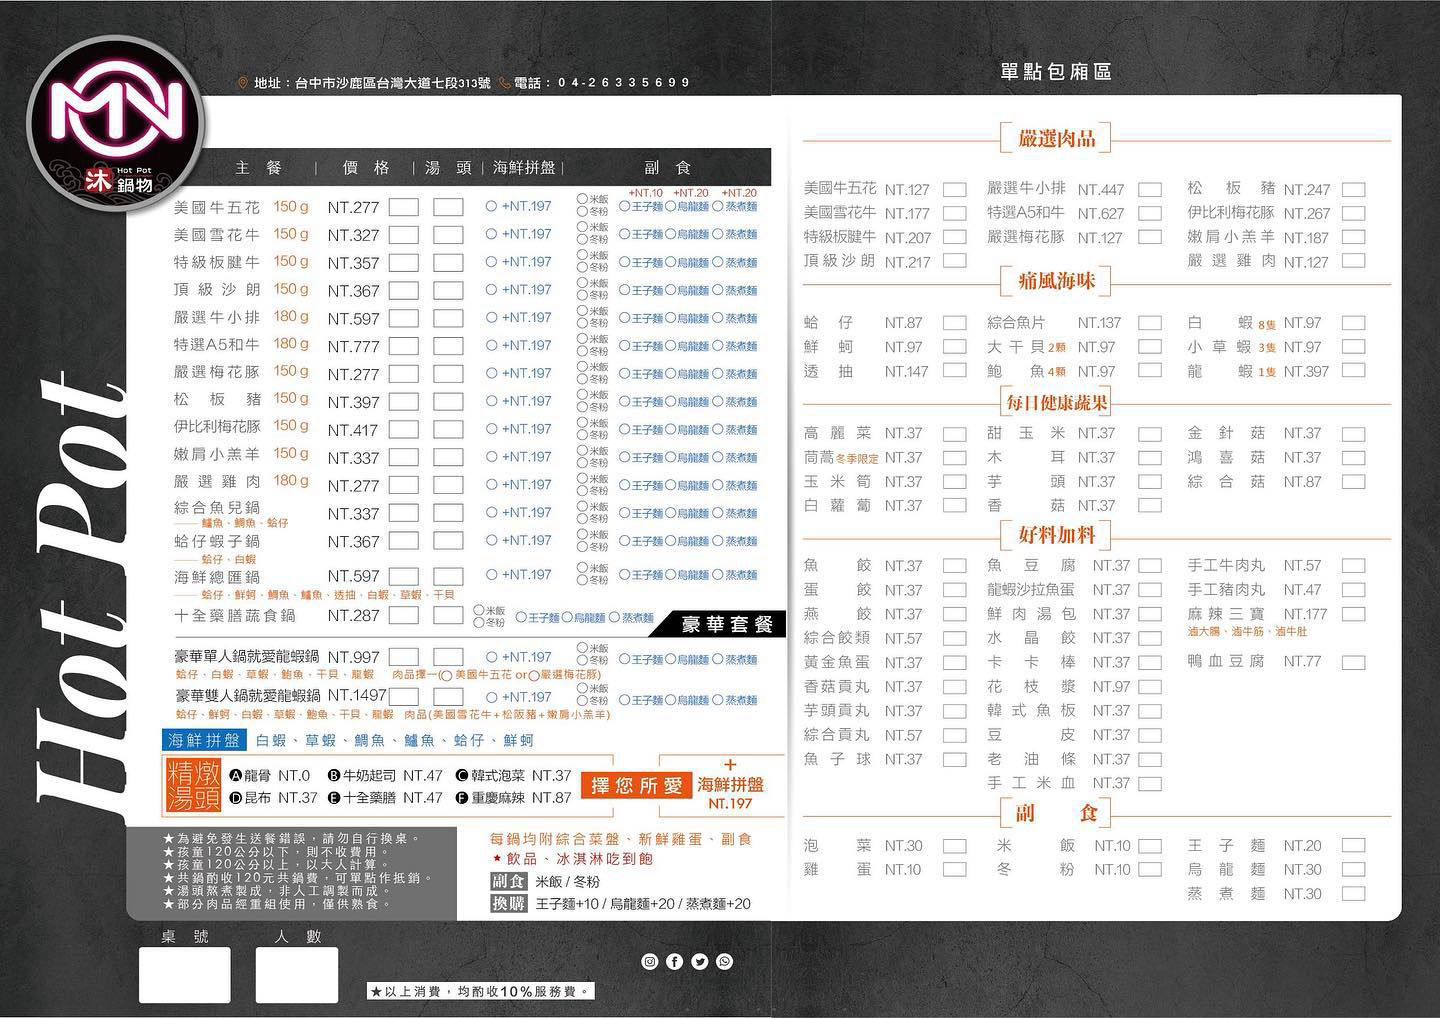 MN
Hot Pot
沐 鍋物
地址：台中市沙鹿區台灣大道七段313號 電話：04-26335699
Hot Pot
主餐 | 價格 | 湯頭 | 海鮮拼盤 | 副食
+NT.10 +NT.20 +NT.20
美國牛五花 150 g NT.277 +NT.197 米飯 冬粉 王子麵 烏龍麵 蒸煮麵
美國雪花牛 150 g NT.327 +NT.197 米飯 冬粉 王子麵 烏龍麵 蒸煮麵
特級板腱牛 150 g NT.357 +NT.197 米飯 冬粉 王子麵 烏龍麵 蒸煮麵
頂級沙朗 150 g NT.367 +NT.197 米飯 冬粉 王子麵 烏龍麵 蒸煮麵
嚴選牛小排 180 g NT.597 +NT.197 米飯 冬粉 王子麵 烏龍麵 蒸煮麵
特選A5和牛 180 g NT.777 +NT.197 米飯 冬粉 王子麵 烏龍麵 蒸煮麵
嚴選梅花豚 150 g NT.277 +NT.197 米飯 冬粉 王子麵 烏龍麵 蒸煮麵
松板豬 150 g NT.397 +NT.197 米飯 冬粉 王子麵 烏龍麵 蒸煮麵
伊比利梅花豚 150 g NT.417 +NT.197 米飯 冬粉 王子麵 烏龍麵 蒸煮麵
嫩肩小羔羊 150 g NT.337 +NT.197 米飯 冬粉 王子麵 烏龍麵 蒸煮麵
嚴選雞肉 180 g NT.277 +NT.197 米飯 冬粉 王子麵 烏龍麵 蒸煮麵
綜合魚兒鍋 NT.337 +NT.197 米飯 冬粉 王子麵 烏龍麵 蒸煮麵
鱸魚、鯛魚、蛤仔
蛤仔蝦子鍋 NT.367 +NT.197 米飯 冬粉 王子麵 烏龍麵 蒸煮麵
蛤仔、白蝦
海鮮總匯鍋 NT.597 +NT.197 米飯 冬粉 王子麵 烏龍麵 蒸煮麵
蛤仔、鮮蚵、鯛魚、鱸魚、透抽、白蝦、草蝦、干貝
十全藥膳蔬食鍋 NT.287 米飯 冬粉 王子麵 烏龍麵 蒸煮麵
豪華套餐
豪華單人鍋就愛龍蝦鍋 NT.997 +NT.197 米飯 冬粉 王子麵 烏龍麵 蒸煮麵
蛤仔、白蝦、草蝦、鮑魚、干貝、龍蝦 肉品擇一(○美國牛五花 or○嚴選梅花豚)
豪華雙人鍋就愛龍蝦鍋 NT.1497 +NT.197 米飯 冬粉 王子麵 烏龍麵 蒸煮麵
蛤仔、鮮蚵、白蝦、草蝦、鮑魚、干貝、龍蝦 肉品(美國雪花牛+松阪豬+嫩肩小羔羊)
海鮮拼盤 白蝦、草蝦、鯛魚、鱸魚、蛤仔、鮮蚵
精燉湯頭
A 龍骨 NT.0 B 牛奶起司 NT.47 C 韓式泡菜 NT.37
D 昆布 NT.37 E 十全藥膳 NT.47 F 重慶麻辣 NT.87
擇您所愛
+
海鮮拼盤
NT.197
★為避免發生送餐錯誤，請勿自行換桌。
★孩童120公分以下，則不收費用。
★孩童120公分以上，以大人計算。
★共鍋酌收120元共鍋費，可單點作抵銷。
★湯頭熬煮製成，非人工調製而成。
★部分肉品經重組使用，僅供熟食。
每鍋均附綜合菜盤、新鮮雞蛋、副食
★飲品、冰淇淋吃到飽
副食 米飯 / 冬粉
換購 王子麵+10 / 烏龍麵+20 / 蒸煮麵+20
桌號 人數
★以上消費，均酌收10%服務費。
單點包廂區
嚴選肉品
美國牛五花 NT.127 嚴選牛小排 NT.447 松板豬 NT.247
美國雪花牛 NT.177 特選A5和牛 NT.627 伊比利梅花豚 NT.267
特級板腱牛 NT.207 嚴選梅花豚 NT.127 嫩肩小羔羊 NT.187
頂級沙朗 NT.217 嚴選雞肉 NT.127
痛風海味
蛤仔 NT.87 綜合魚片 NT.137 白蝦 8隻 NT.97
鮮蚵 NT.97 大干貝 2顆 NT.97 小草蝦 3隻 NT.97
透抽 NT.147 鮑魚 4顆 NT.97 龍蝦 1隻 NT.397
每日健康蔬果
高麗菜 NT.37 甜玉米 NT.37 金針菇 NT.37
茼蒿 冬季限定 NT.37 木耳 NT.37 鴻喜菇 NT.37
玉米筍 NT.37 芋頭 NT.37 綜合菇 NT.87
白蘿蔔 NT.37 香菇 NT.37
好料加料
魚餃 NT.37 魚豆腐 NT.37 手工牛肉丸 NT.57
蛋餃 NT.37 龍蝦沙拉魚蛋 NT.37 手工豬肉丸 NT.47
燕餃 NT.37 鮮肉湯包 NT.37 麻辣三寶 NT.177
滷大腸、滷牛筋、滷牛肚
綜合餃類 NT.57 水晶餃 NT.37
黃金魚蛋 NT.37 卡卡棒 NT.37 鴨血豆腐 NT.77
香菇貢丸 NT.37 花枝漿 NT.97
芋頭貢丸 NT.37 韓式魚板 NT.37
綜合貢丸 NT.57 豆皮 NT.37
魚子球 NT.37 老油條 NT.37
手工米血 NT.37
副食
泡菜 NT.30 米飯 NT.10 王子麵 NT.20
雞蛋 NT.10 冬粉 NT.10 烏龍麵 NT.30
蒸煮麵 NT.30